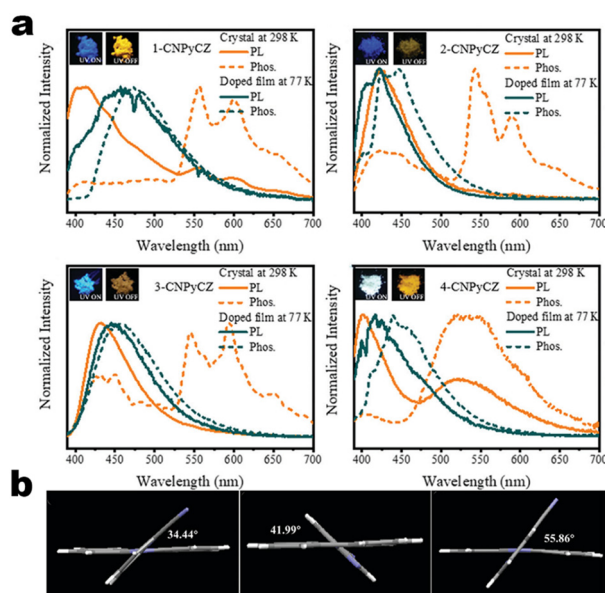 a
UV ON UV OFF 1-CNPyCZ Crystal at 298 K
PL
Phos.
Doped film at 77 K
PL
Phos.
Normalized Intensity
400 450 500 550 600 650 700
Wavelength (nm)
UV ON UV OFF 2-CNPyCZ Crystal at 298 K
PL
Phos.
Doped film at 77 K
PL
Phos.
Normalized Intensity
400 450 500 550 600 650 700
Wavelength (nm)
UV ON UV OFF 3-CNPyCZ Crystal at 298 K
PL
Phos.
Doped film at 77 K
PL
Phos.
Normalized Intensity
400 450 500 550 600 650 700
Wavelength (nm)
UV ON UV OFF 4-CNPyCZ Crystal at 298 K
PL
Phos.
Doped film at 77 K
PL
Phos.
Normalized Intensity
400 450 500 550 600 650 700
Wavelength (nm)
b
34.44°
41.99°
55.86°